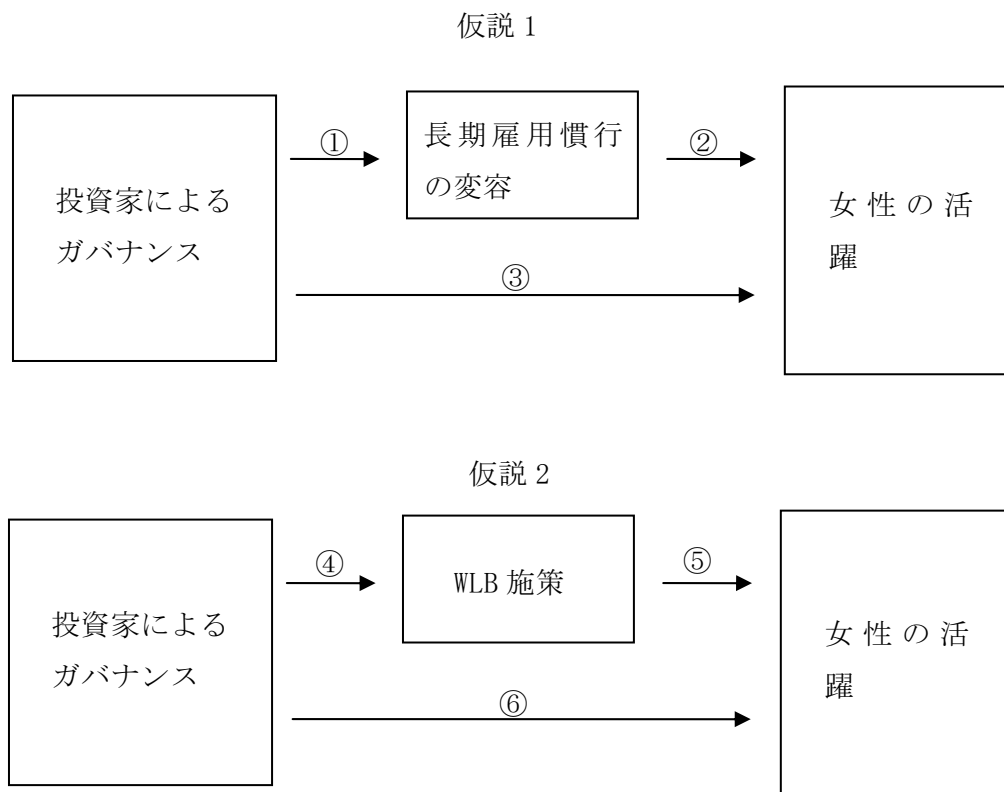 仮説 1
投資家による
ガバナンス
①
長期雇用慣行
の変容
②
女性の活
躍
③
仮説 2
投資家による
ガバナンス
④
WLB 施策
⑤
女性の活
躍
⑥